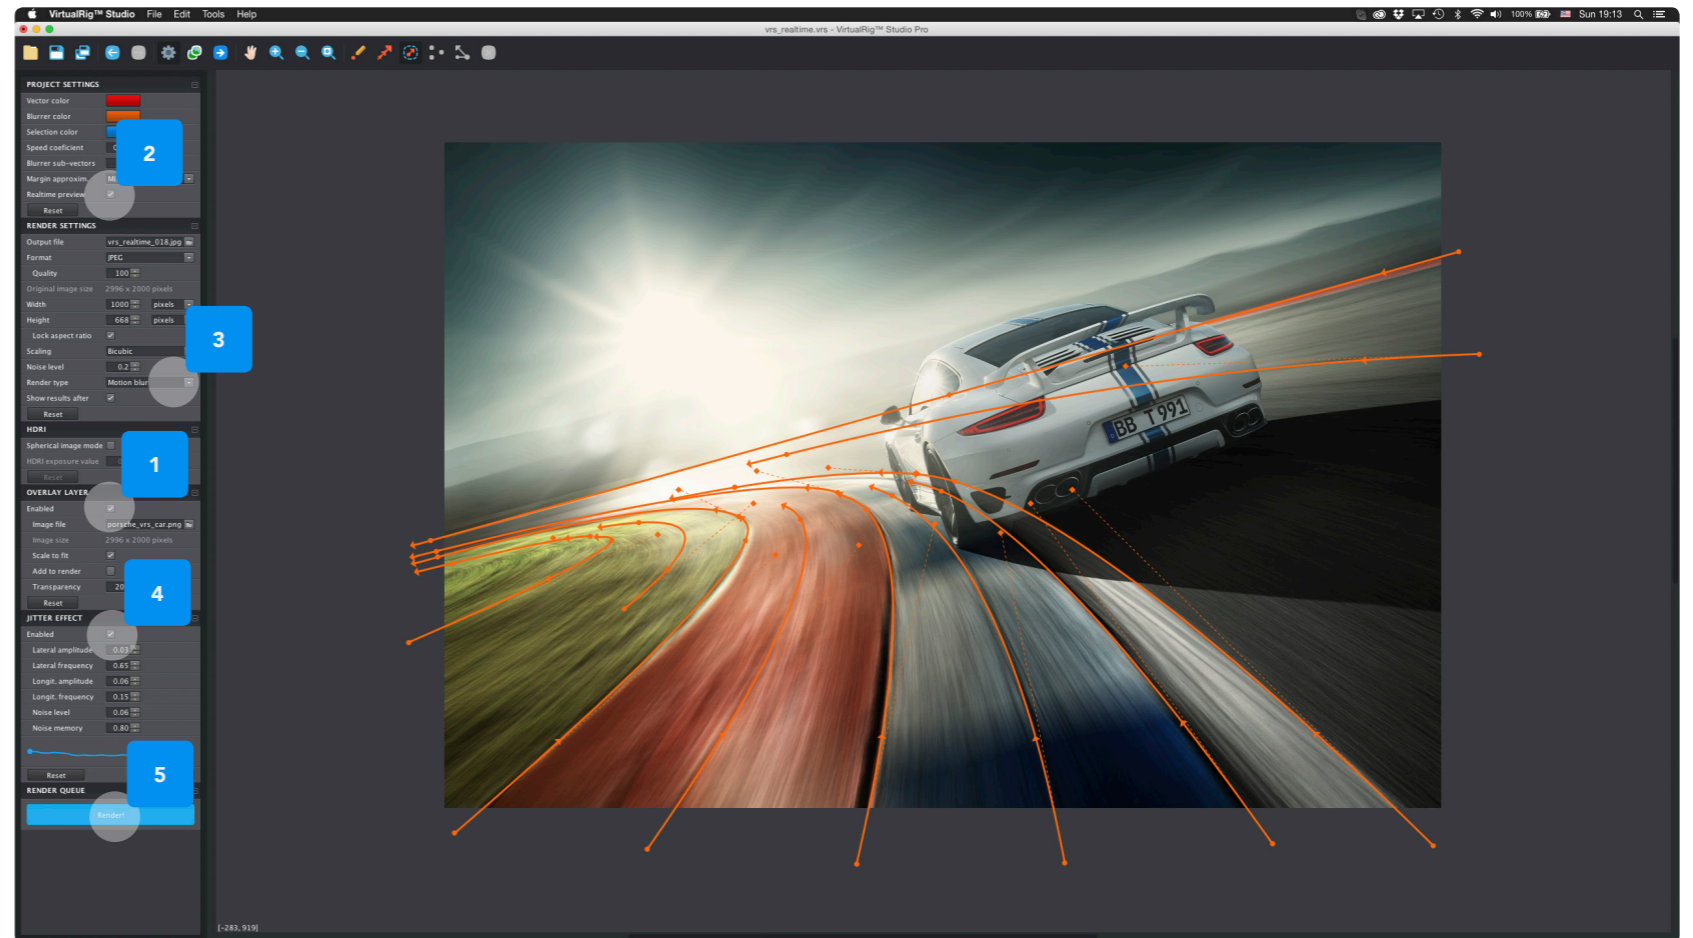 VirtualRig™ Studio File Edit Tools Help
100% Sun 19:13
vrs_realtime.vrs - VirtualRig™ Studio Pro
PROJECT SETTINGS
Vector color
Blurrer color
Selection color
Speed coeficient
2
Blurrer sub-vectors
Margin approxim.
Realtime preview
Reset
RENDER SETTINGS
Output file vrs_realtime_018.jpg
Format JPEG
Quality 100
Original image size 2996 x 2000 pixels
Width 1000 pixels
Height 668 pixels
3
Lock aspect ratio
Scaling Bicubic
Noise level 0.2
Render type Motion blur
Show results after
Reset
HDRI
Spherical image mode
HDRI exposure value
1
Reset
OVERLAY LAYER
Enabled
Image file porsche_vrs_car.png
Image size 2996 x 2000 pixels
Scale to fit
Add to render
Transparency 20
4
Reset
JITTER EFFECT
Enabled
Lateral amplitude 0.03
Lateral frequency 0.65
Longit. amplitude 0.06
Longit. frequency 0.15
Noise level 0.06
Noise memory 0.80
5
Reset
RENDER QUEUE
Render!
BB T 991
[-283, 919]